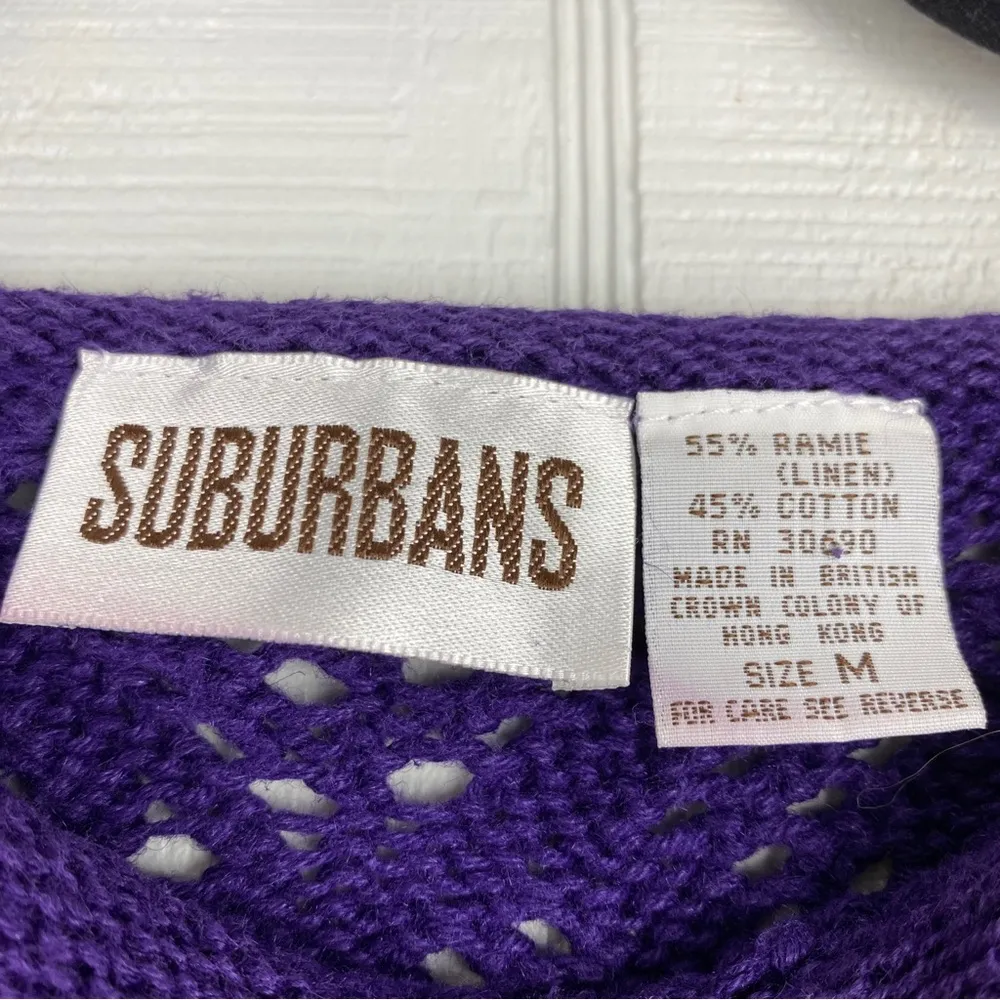 SUBURBANS
55% RAMIE
(LINEN)
45% COTTON
RN 30690
MADE IN BRITISH
CROWN COLONY OF
HONG KONG
SIZE M
FOR CARE SEE REVERSE